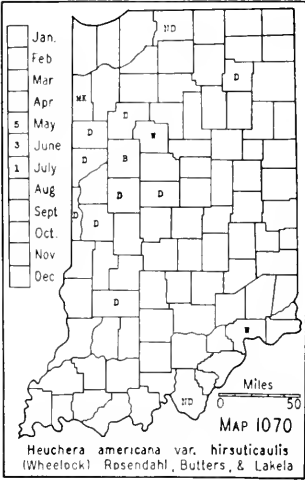 Jan.
Feb
Mar
Apr
5 May
3 June
1 July
Aug
Sept
Oct.
Nov
Dec
ND
D
MK
D
D W
D B
D D
D D
D
W
ND
Miles
0 50
MAP 1070
Heuchera americana var. hirsuticaulis
(Wheelock) Rosendahl, Butters, & Lakela